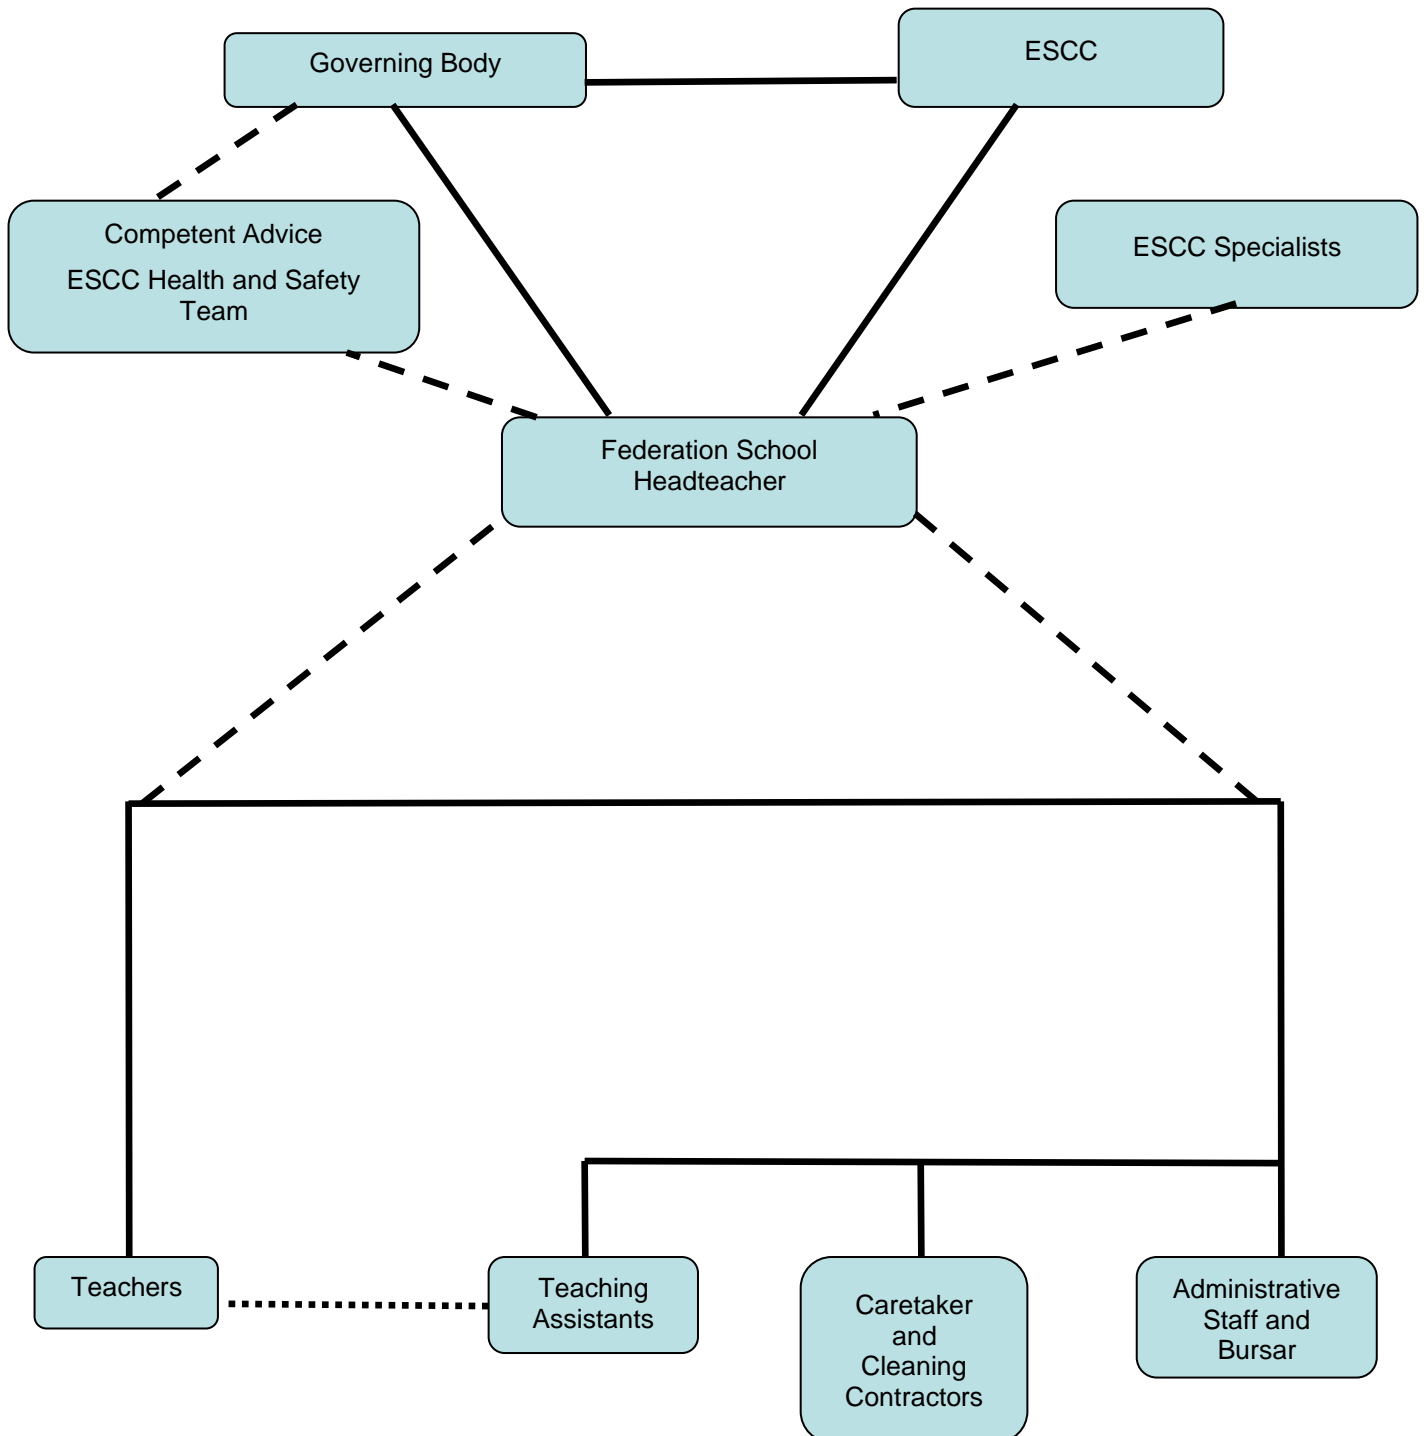 Governing Body
ESCC
Competent Advice
ESCC Health and Safety
Team
ESCC Specialists
Federation School
Headteacher
Teachers
Teaching
Assistants
Caretaker
and
Cleaning
Contractors
Administrative
Staff and
Bursar